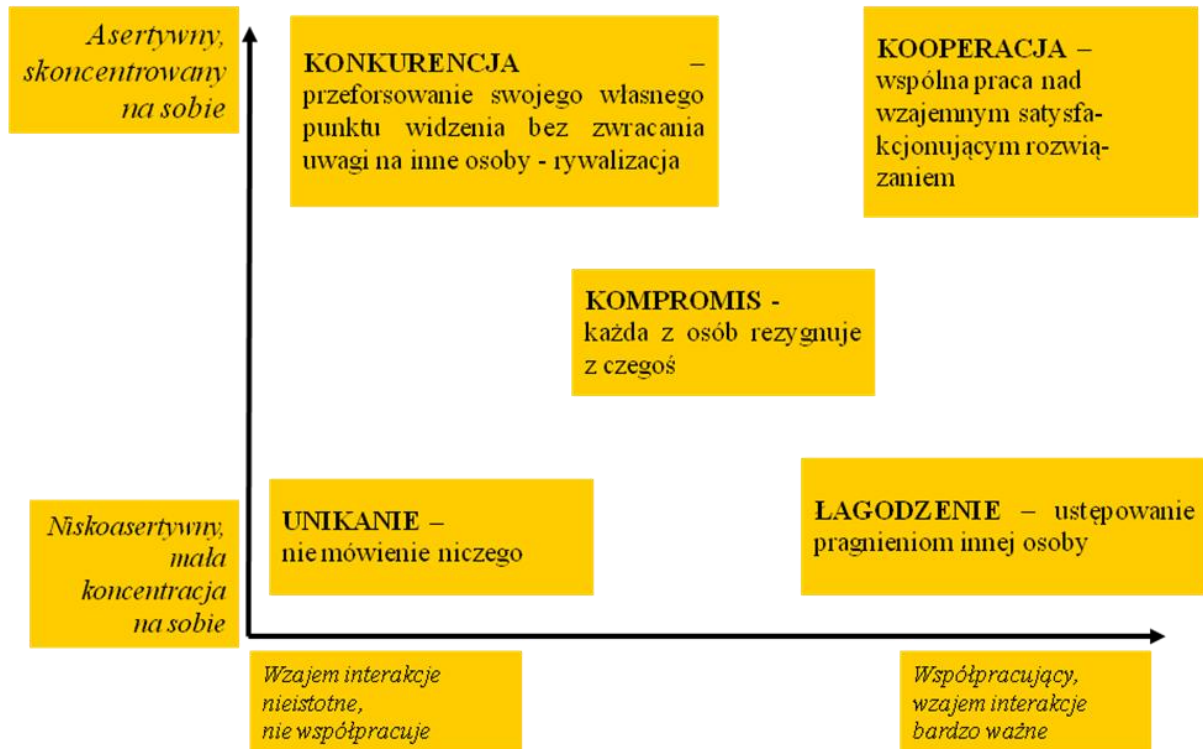 Asertywny,
skoncentrowany
na sobie
KONKURENCJA –
przeforsowanie swojego własnego
punktu widzenia bez zwracania
uwagi na inne osoby - rywalizacja
KOOPERACJA –
wspólna praca nad
wzajemnym satysfa-
kcjonującym rozwią-
zaniem
KOMPROMIS -
każda z osób rezygnuje
z czegoś
Niskoasertywny,
mała
koncentracja
na sobie
UNIKANIE –
nie mówienie niczego
ŁAGODZENIE – ustępowanie
pragnieniom innej osoby
Wzajem interakcje
nieistotne,
nie współpracuje
Współpracujący,
wzajem interakcje
bardzo ważne